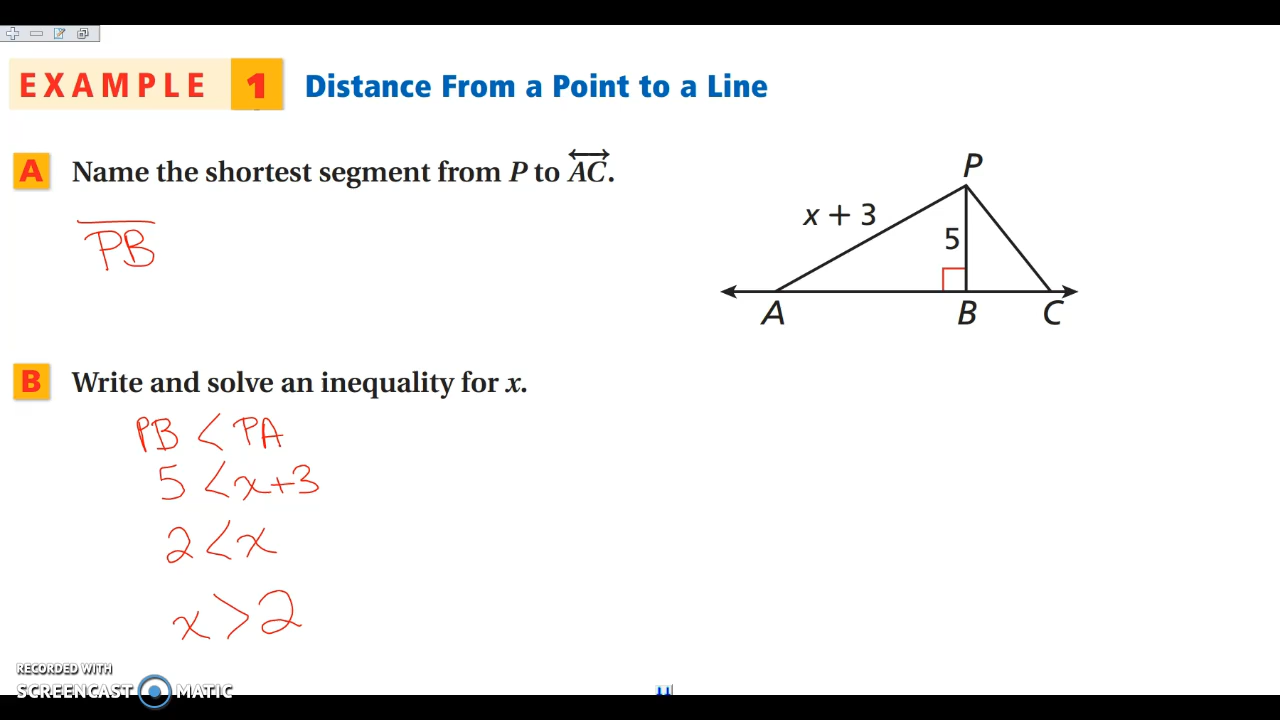 EXAMPLE 1 Distance From a Point to a Line
A Name the shortest segment from P to AC.
PB
P
x + 3
5
A B C
B Write and solve an inequality for x.
PB < PA
5 < x+3
2 < x
x > 2
RECORDED WITH
SCREENCAST MATIC